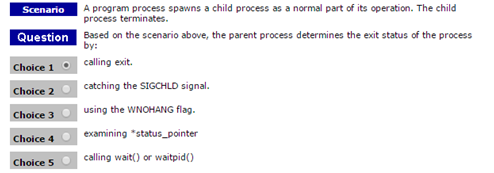 Scenario A program process spawns a child process as a normal part of its operation. The child
process terminates.
Question Based on the scenario above, the parent process determines the exit status of the process
by:
Choice 1 calling exit.
Choice 2 catching the SIGCHLD signal.
Choice 3 using the WNOHANG flag.
Choice 4 examining *status_pointer
Choice 5 calling wait() or waitpid()